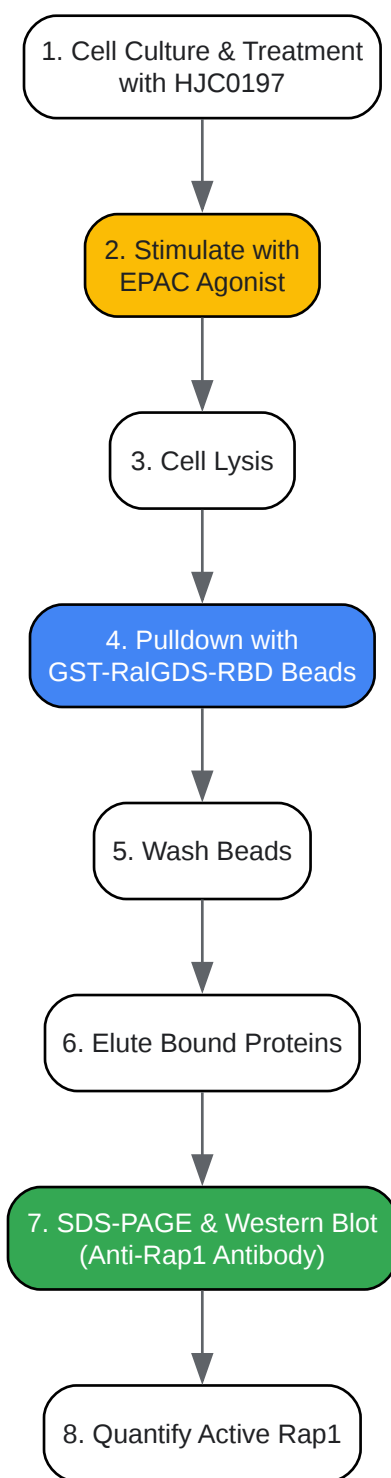 1. Cell Culture & Treatment
with HJC0197
2. Stimulate with
EPAC Agonist
3. Cell Lysis
4. Pulldown with
GST-RalGDS-RBD Beads
5. Wash Beads
6. Elute Bound Proteins
7. SDS-PAGE & Western Blot
(Anti-Rap1 Antibody)
8. Quantify Active Rap1